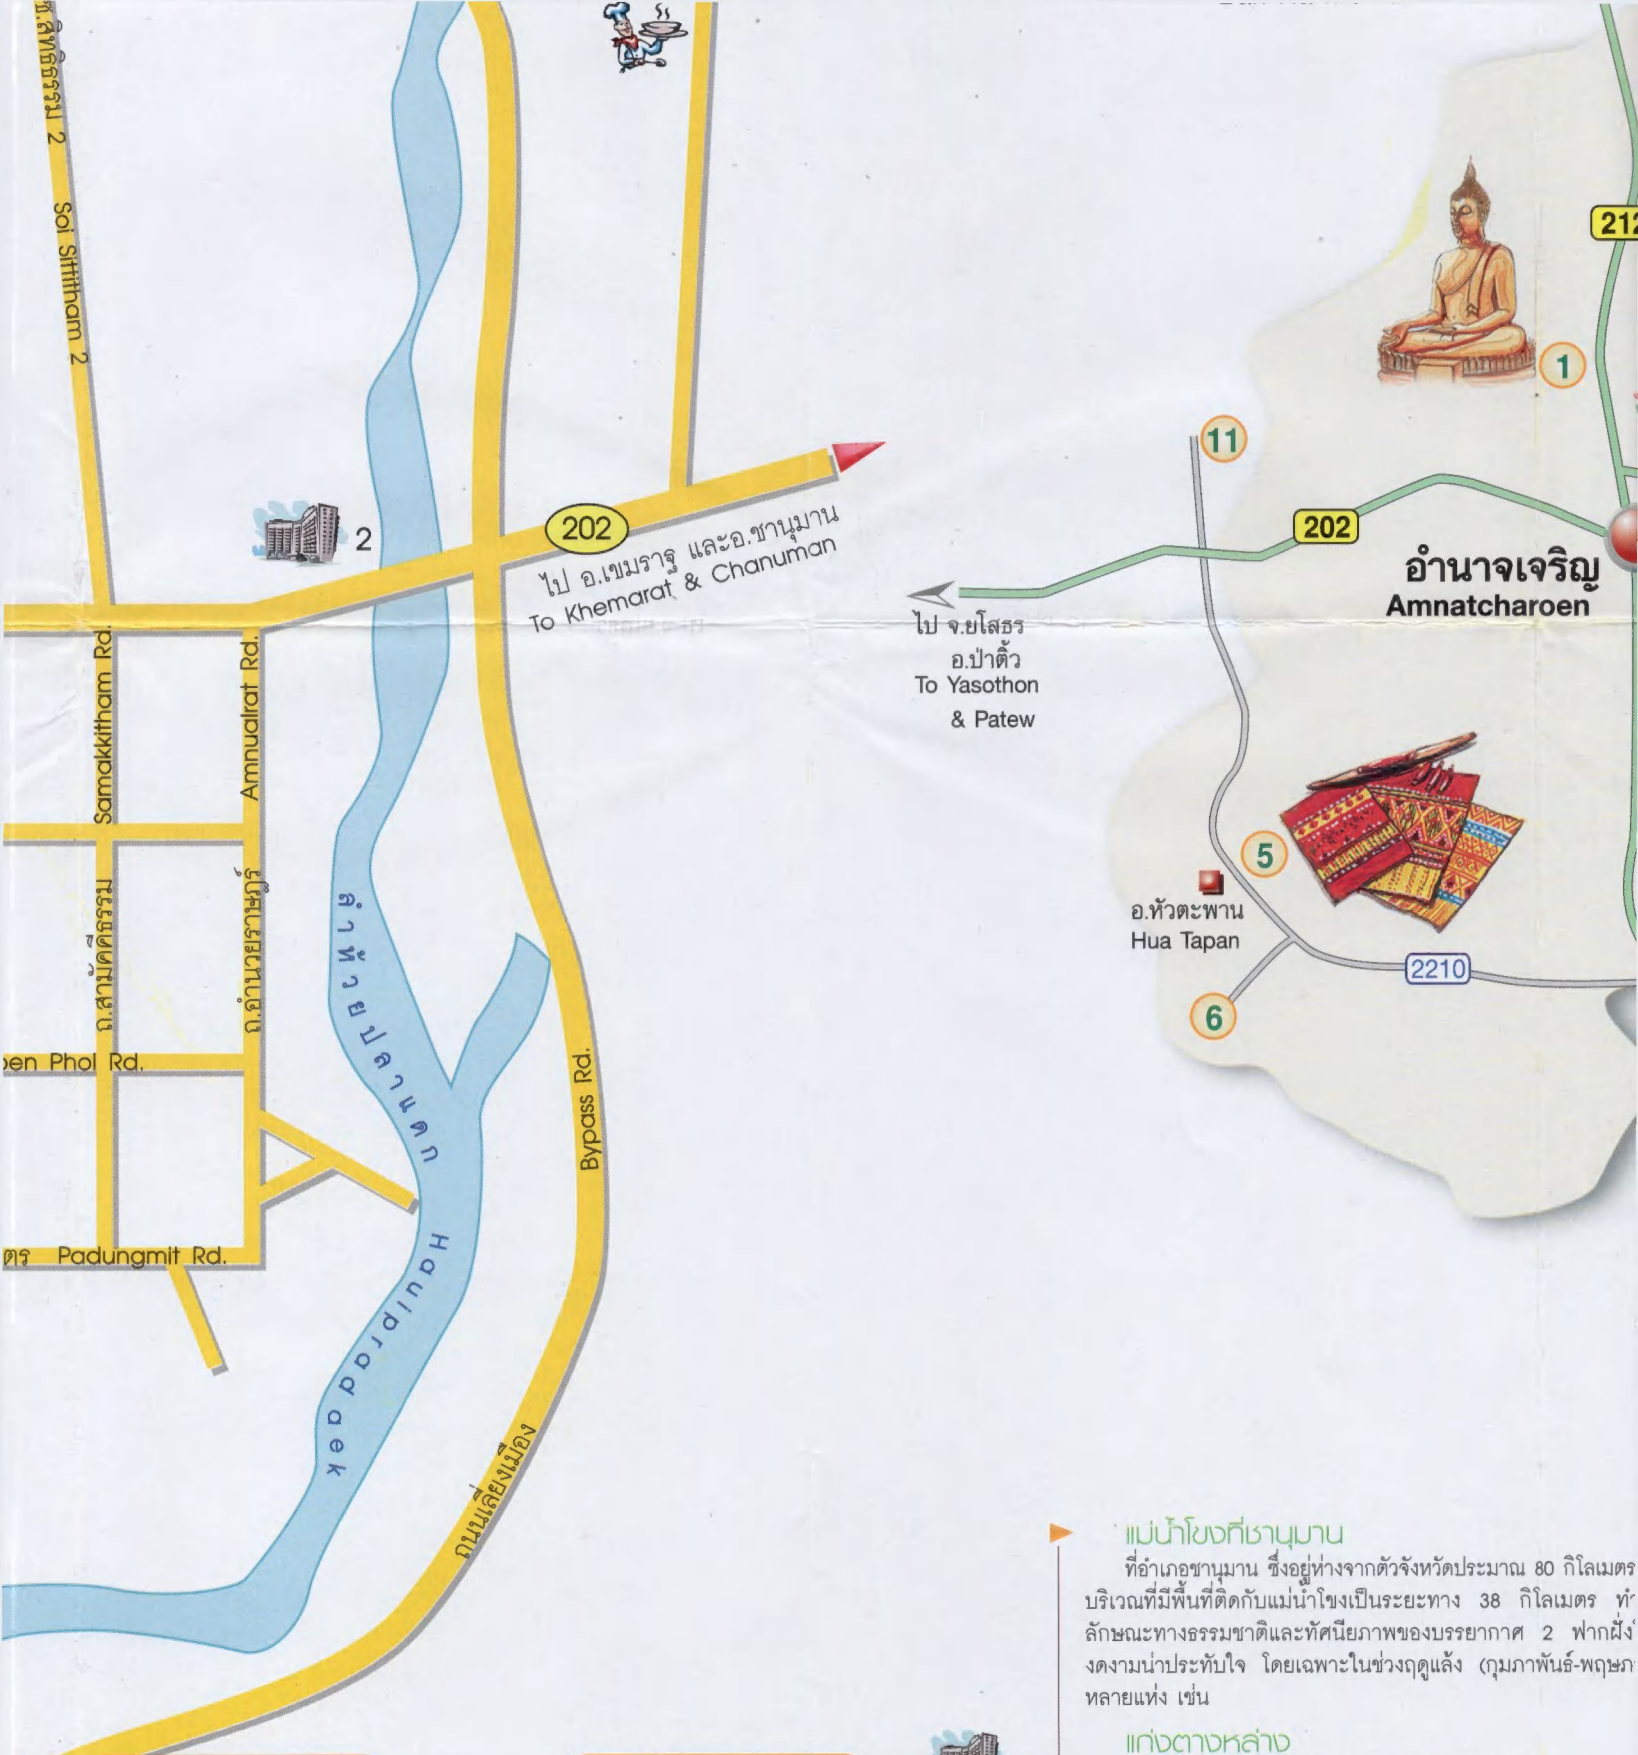 ซ.สิทธิธรรม 2
Soi Sittitham 2
2
202
ไป อ.เขมราฐ และอ.ชานุมาน
To Khemarat & Chanuman
Samakkitham Rd.
ถ.สามัคคีธรรม
Amnualrat Rd.
ถ.อำนวยราษฎร์
Phol Rd.
Padungmit Rd.
ลำห้วยปลาแดก
Hauipradaek
Bypass Rd.
ถนนเลี่ยงเมือง
212
1
11
202
อำนาจเจริญ
Amnatcharoen
ไป จ.ยโสธร
อ.ป่าติ้ว
To Yasothon
& Patew
5
อ.หัวตะพาน
Hua Tapan
2210
6
แม่น้ำโขงที่ชานุมาน
ที่อำเภอชานุมาน ซึ่งอยู่ห่างจากตัวจังหวัดประมาณ 80 กิโลเมตร
บริเวณที่มีพื้นที่ติดกับแม่น้ำโขงเป็นระยะทาง 38 กิโลเมตร
ลักษณะทางธรรมชาติและทัศนียภาพของบรรยากาศ 2 ฟากฝั่ง
งดงามน่าประทับใจ โดยเฉพาะในช่วงฤดูแล้ง (กุมภาพันธ์-พฤษภ
หลายแห่ง เช่น
แก่งตางหล่าง